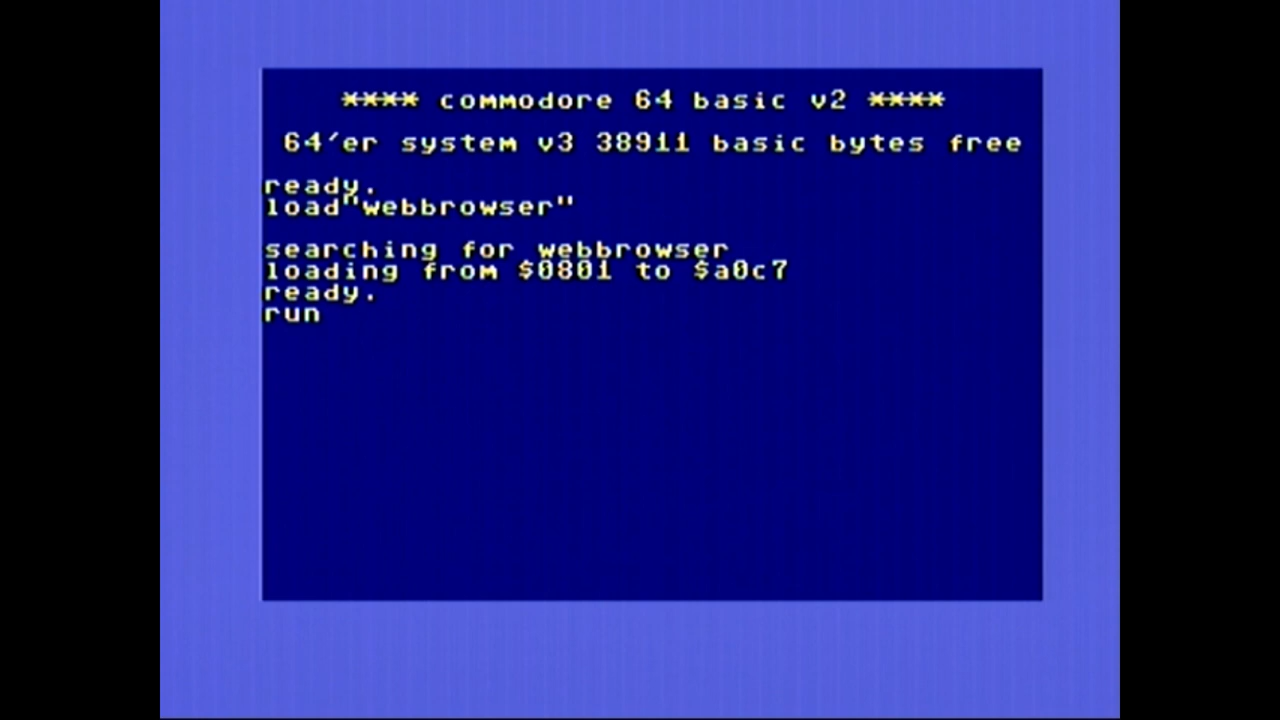 **** commodore 64 basic v2 ****
64'er system v3 38911 basic bytes free
ready.
load"webbrowser"
searching for webbrowser
loading from $0801 to $a0c7
ready.
run